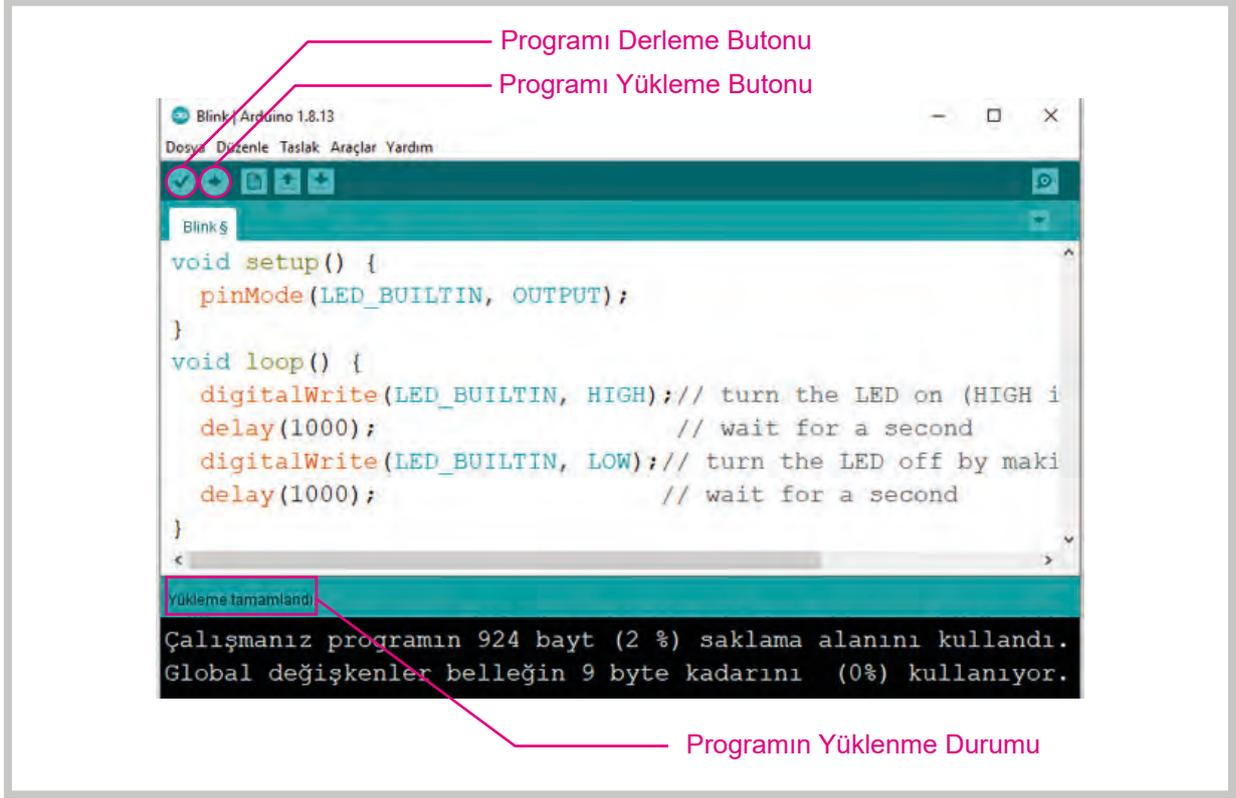 Programı Derleme Butonu
Programı Yükleme Butonu
Blink | Arduino 1.8.13
Dosya Düzenle Taslak Araçlar Yardım
Blink §
void setup() {
  pinMode(LED_BUILTIN, OUTPUT);
}
void loop() {
  digitalWrite(LED_BUILTIN, HIGH);// turn the LED on (HIGH i
  delay(1000);                     // wait for a second
  digitalWrite(LED_BUILTIN, LOW);// turn the LED off by maki
  delay(1000);                    // wait for a second
}
Yükleme tamamlandı
Çalışmanız programın 924 bayt (2 %) saklama alanını kullandı.
Global değişkenler belleğin 9 byte kadarını  (0%) kullanıyor.
Programın Yüklenme Durumu